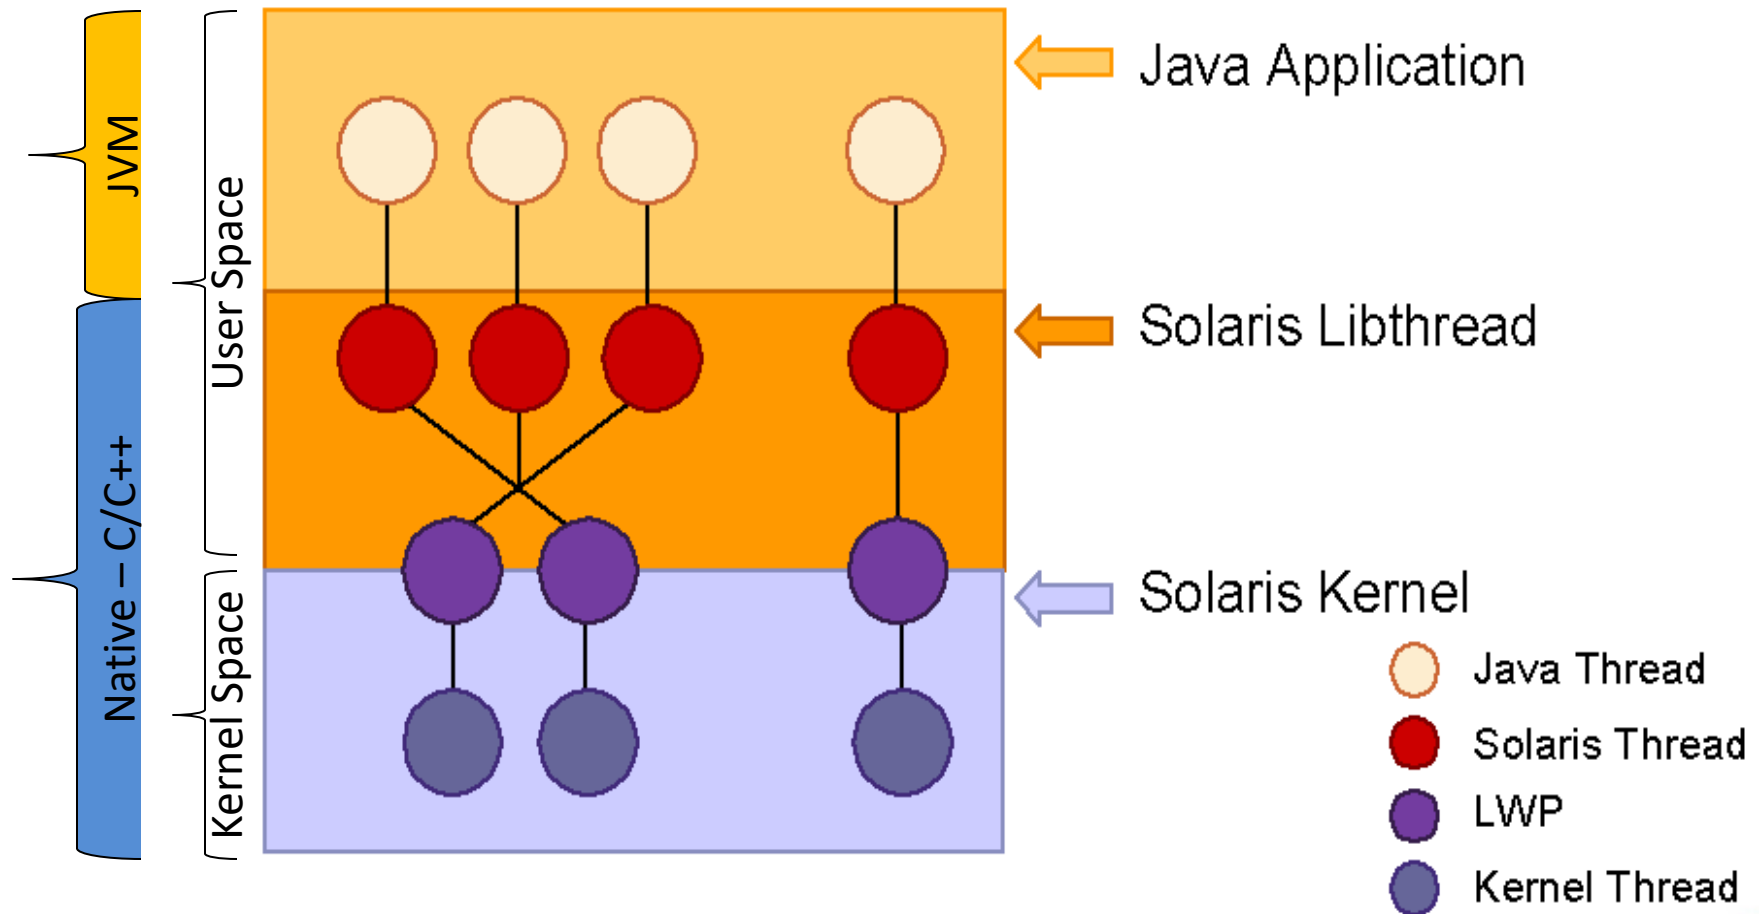 JVM
Native – C/C++
User Space
Kernel Space
Java Application
Solaris Libthread
Solaris Kernel
Java Thread
Solaris Thread
LWP
Kernel Thread